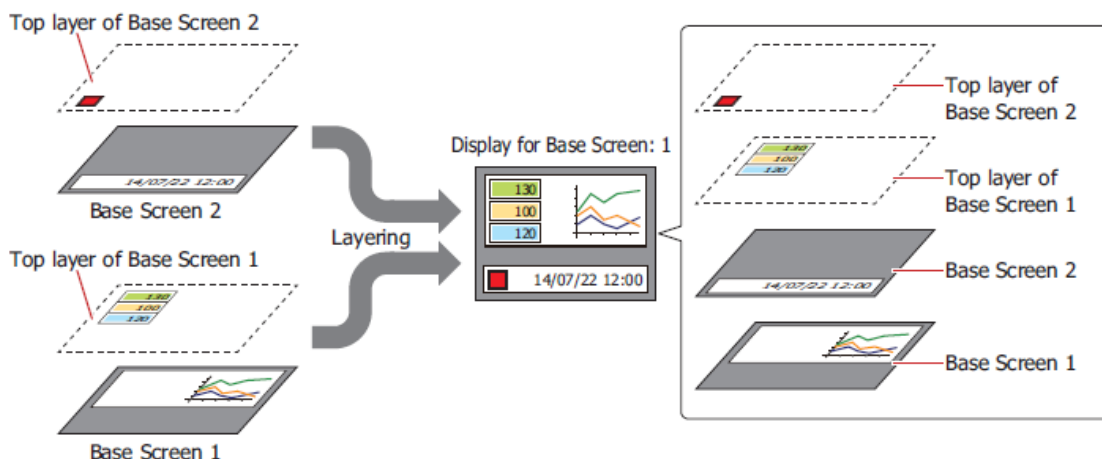 Top layer of Base Screen 2
14/07/22 12:00
Base Screen 2
Top layer of Base Screen 1
130
100
120
Base Screen 1
Layering
Display for Base Screen: 1
130
100
120
14/07/22 12:00
Top layer of
Base Screen 2
130
100
120
Top layer of
Base Screen 1
14/07/22 12:00
Base Screen 2
Base Screen 1